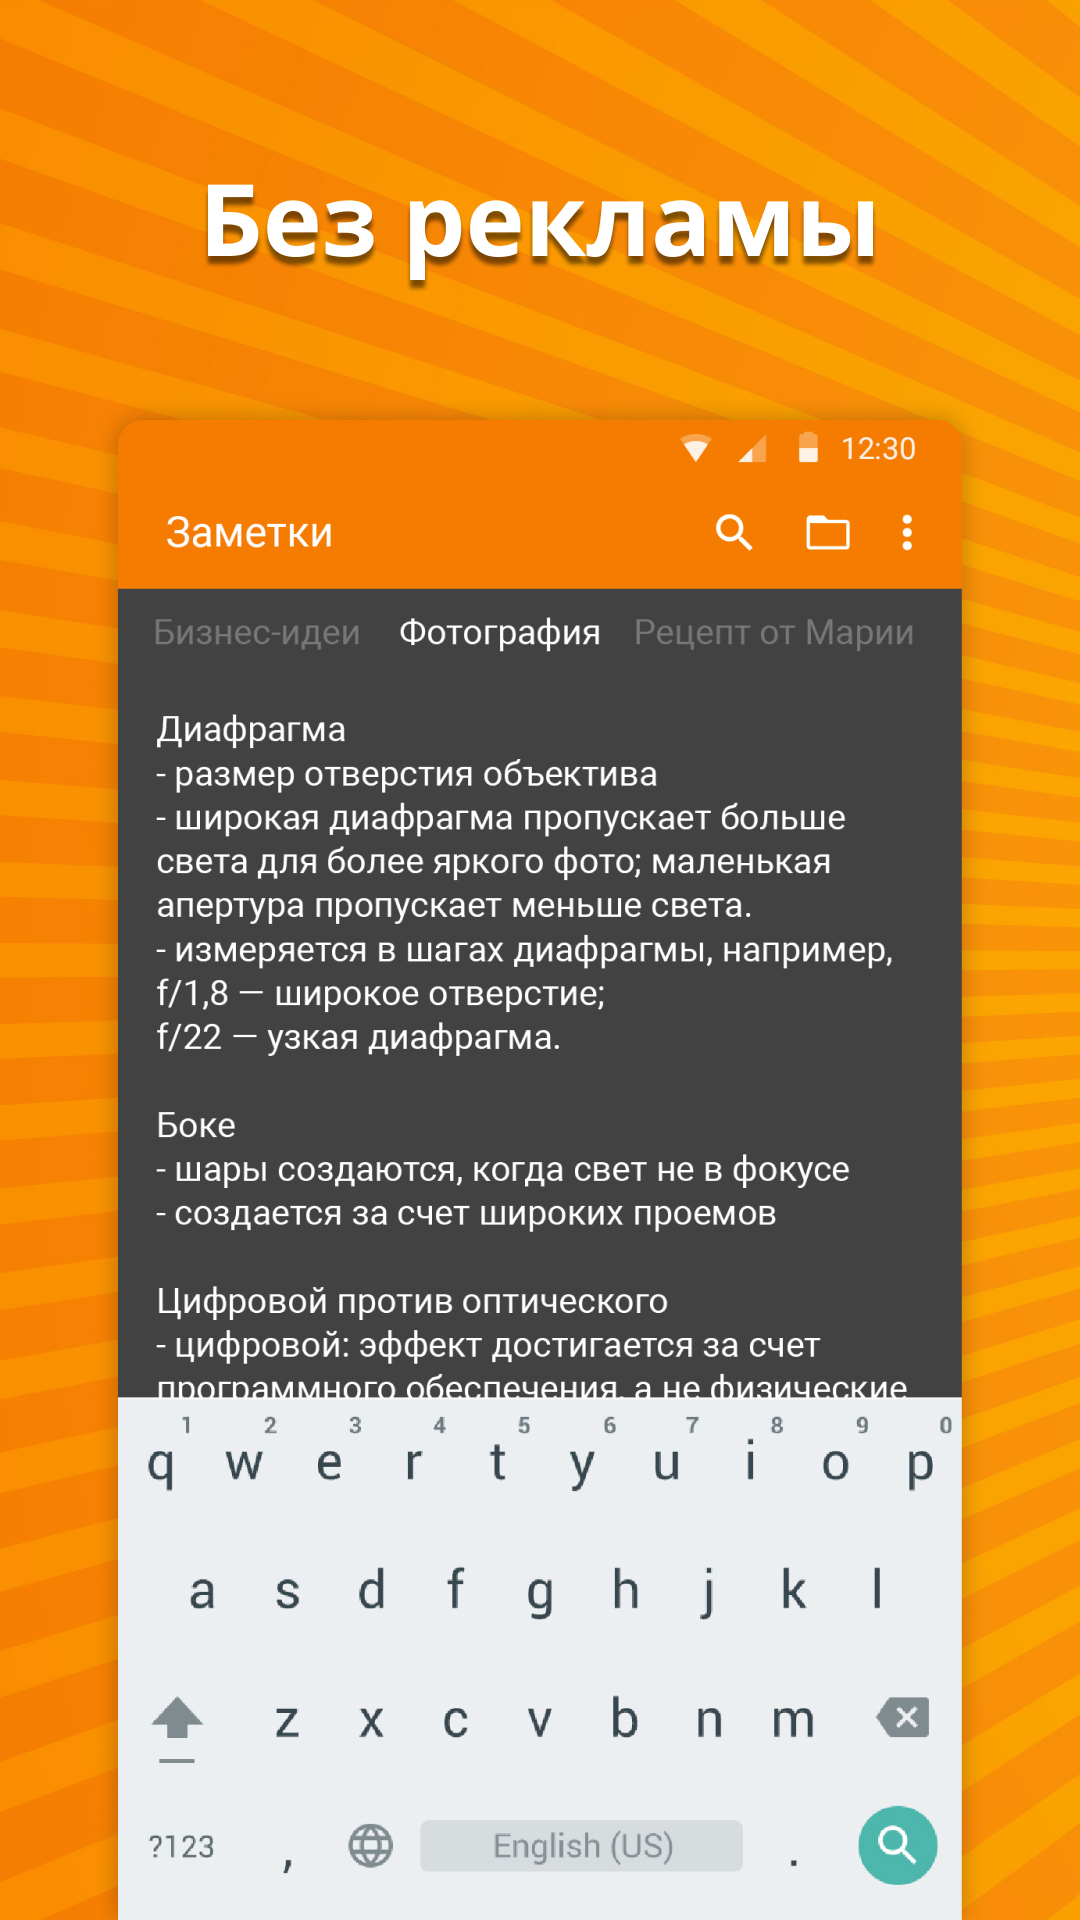 Без рекламы
12:30
Заметки
Бизнес-идеи Фотография Рецепт от Марии
Диафрагма
- размер отверстия объектива
- широкая диафрагма пропускает больше
света для более яркого фото; маленькая
апертура пропускает меньше света.
- измеряется в шагах диафрагмы, например,
f/1,8 — широкое отверстие;
f/22 — узкая диафрагма.
Боке
- шары создаются, когда свет не в фокусе
- создается за счет широких проемов
Цифровой против оптического
- цифровой: эффект достигается за счет
программного обеспечения, а не физические
1 2 3 4 5 6 7 8 9 0
q w e r t y u i o p
a s d f g h j k l
z x c v b n m
?123 , English (US) .